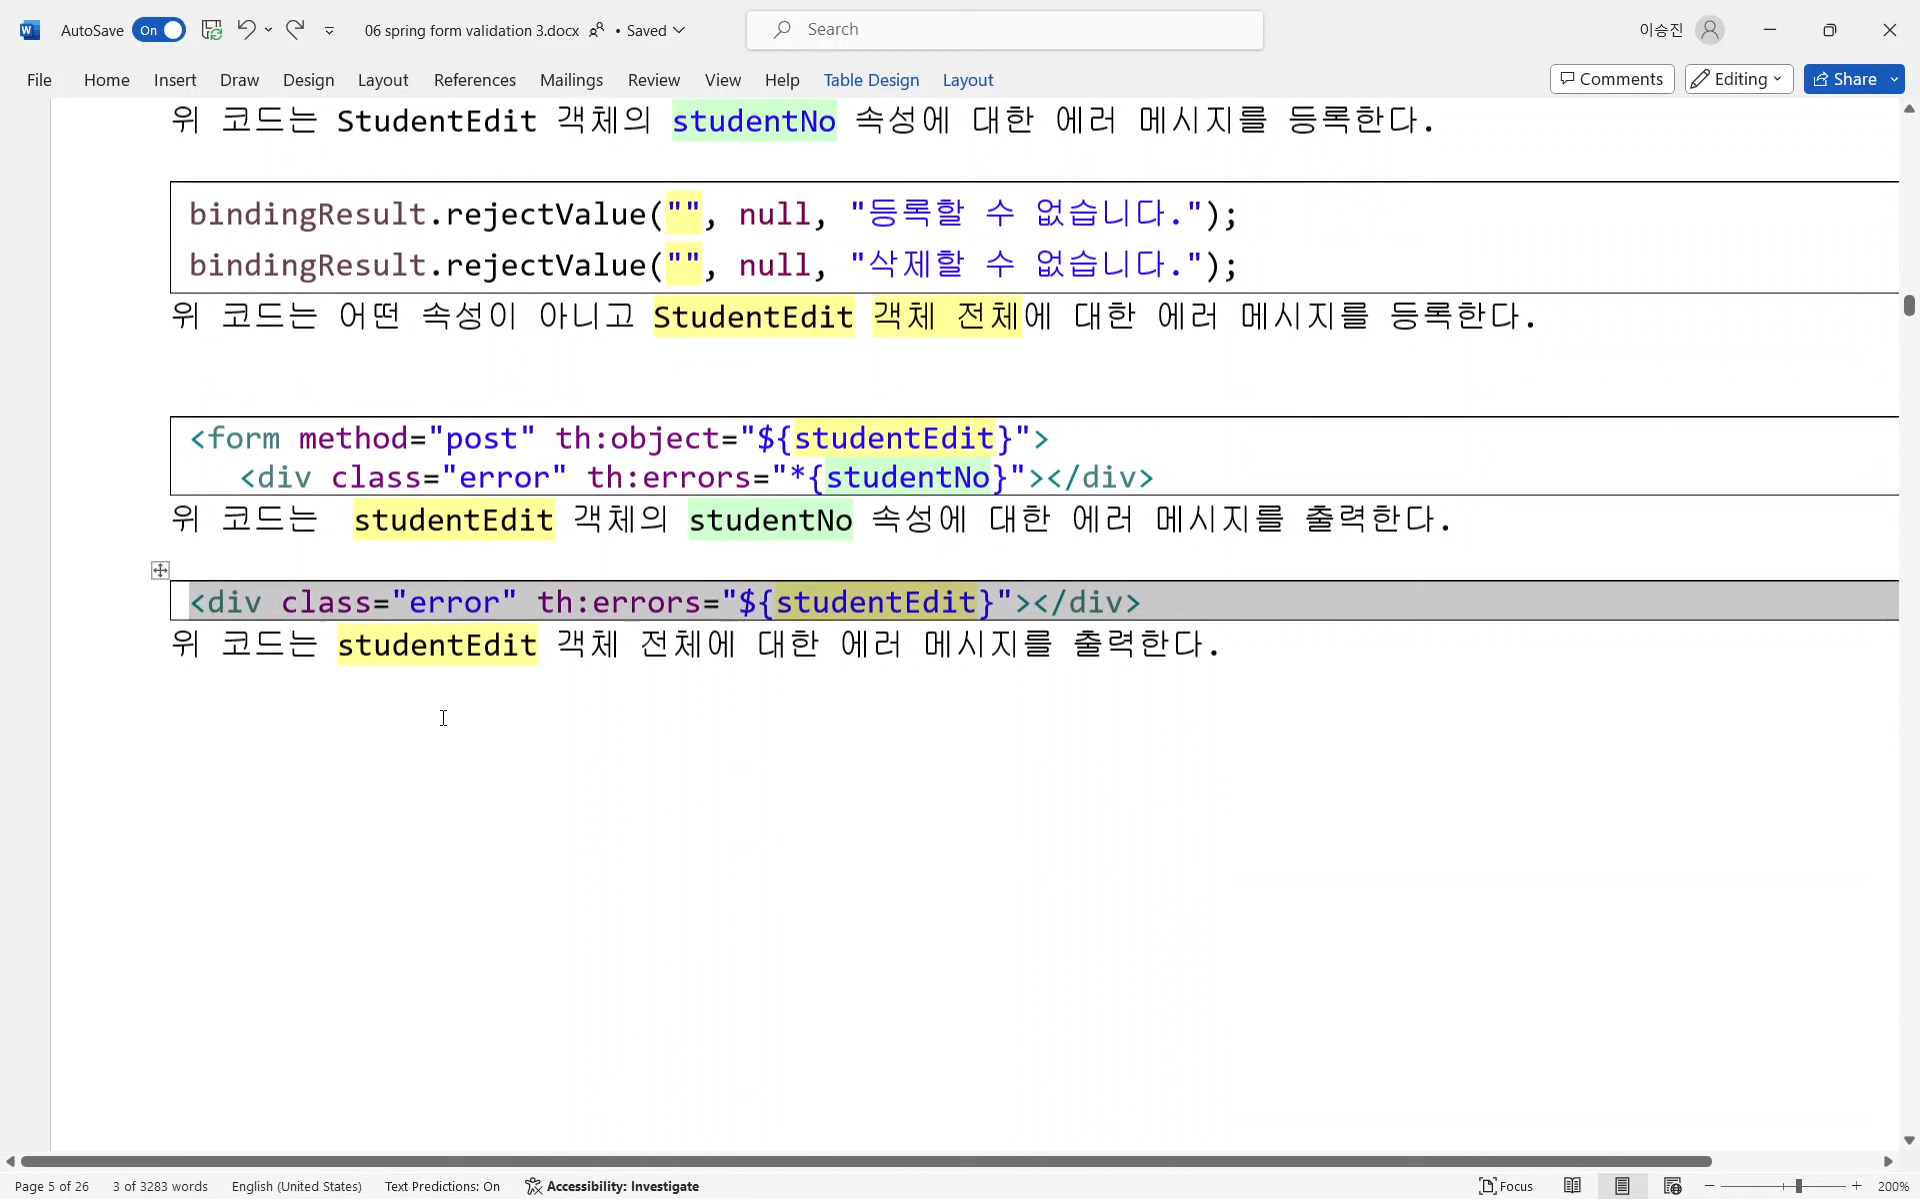 AutoSave On 06 spring form validation 3.docx • Saved Search 이승진
File Home Insert Draw Design Layout References Mailings Review View Help Table Design Layout Comments Editing Share
위 코드는 StudentEdit 객체의 studentNo 속성에 대한 에러 메시지를 등록한다.
bindingResult.rejectValue("", null, "등록할 수 없습니다.");
bindingResult.rejectValue("", null, "삭제할 수 없습니다.");
위 코드는 어떤 속성이 아니고 StudentEdit 객체 전체에 대한 에러 메시지를 등록한다.
<form method="post" th:object="${studentEdit}">
<div class="error" th:errors="*{studentNo}"></div>
위 코드는 studentEdit 객체의 studentNo 속성에 대한 에러 메시지를 출력한다.
<div class="error" th:errors="${studentEdit}"></div>
위 코드는 studentEdit 객체 전체에 대한 에러 메시지를 출력한다.
Page 5 of 26 3 of 3283 words English (United States) Text Predictions: On Accessibility: Investigate Focus 200%